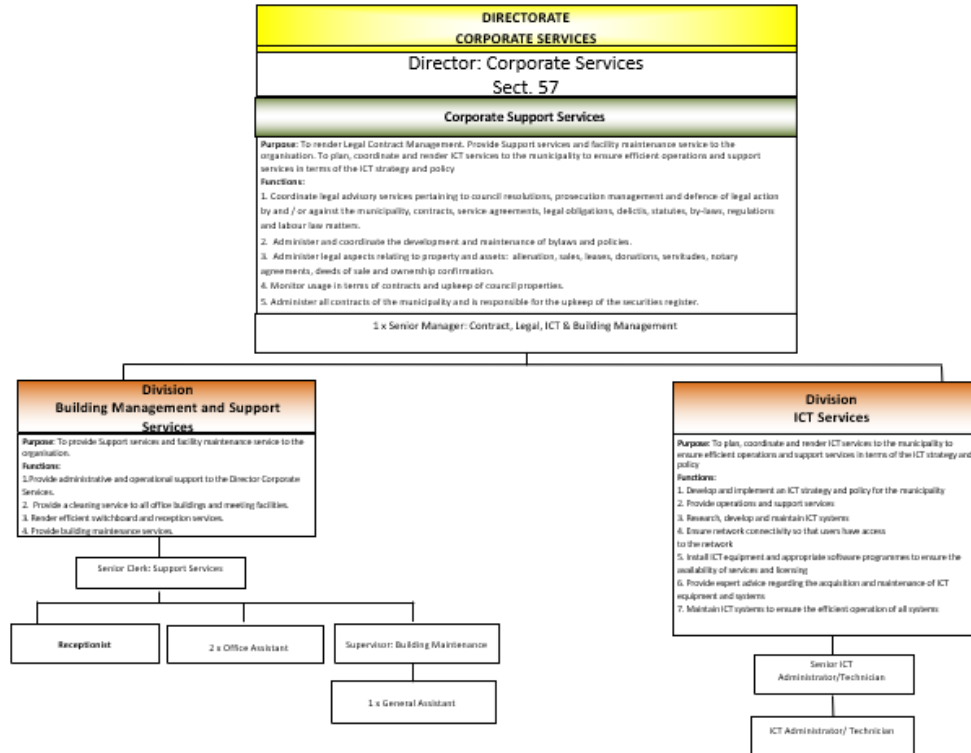 DIRECTORATE
CORPORATE SERVICES
Director: Corporate Services
Sect. 57
Corporate Support Services
Purpose: To render Legal Contract Management. Provide Support services and facility maintenance service to the
organisation. To plan, coordinate and render ICT services to the municipality to ensure efficient operations and support
services in terms of the ICT strategy and policy
Functions:
1. Coordinate legal advisory services pertaining to council resolutions, prosecution management and defence of legal action
by and / or against the municipality, contracts, service agreements, legal obligations, delictis, statutes, by-laws, regulations
and labour law matters.
2. Administer and coordinate the development and maintenance of bylaws and policies.
3. Administer legal aspects relating to property and assets: alienation, sales, leases, donations, servitudes, notary
agreements, deeds of sale and ownership confirmation.
4. Monitor usage in terms of contracts and upkeep of council properties.
5. Administer all contracts of the municipality and is responsible for the upkeep of the securities register.
1 x Senior Manager: Contract, Legal, ICT & Building Management
Division
Building Management and Support
Services
Purpose: To provide Support services and facility maintenance service to the
organisation.
Functions:
1.Provide administrative and operational support to the Director Corporate
Services.
2. Provide a cleaning service to all office buildings and meeting facilities.
3. Render efficient switchboard and reception services.
4. Provide building maintenance services.
Senior Clerk: Support Services
Receptionist
2 x Office Assistant
Supervisor: Building Maintenance
1 x General Assistant
Division
ICT Services
Purpose: To plan, coordinate and render ICT services to the municipality to
ensure efficient operations and support services in terms of the ICT strategy and
policy
Functions:
1. Develop and implement an ICT strategy and policy for the municipality
2. Provide operations and support services
3. Research, develop and maintain ICT systems
4. Ensure network connectivity so that users have access
to the network
5. Install ICT equipment and appropriate software programmes to ensure the
availability of services and licensing
6. Provide expert advice regarding the acquisition and maintenance of ICT
equipment and systems
7. Maintain ICT systems to ensure the efficient operation of all systems
Senior ICT
Administrator/Technician
ICT Administrator/ Technician